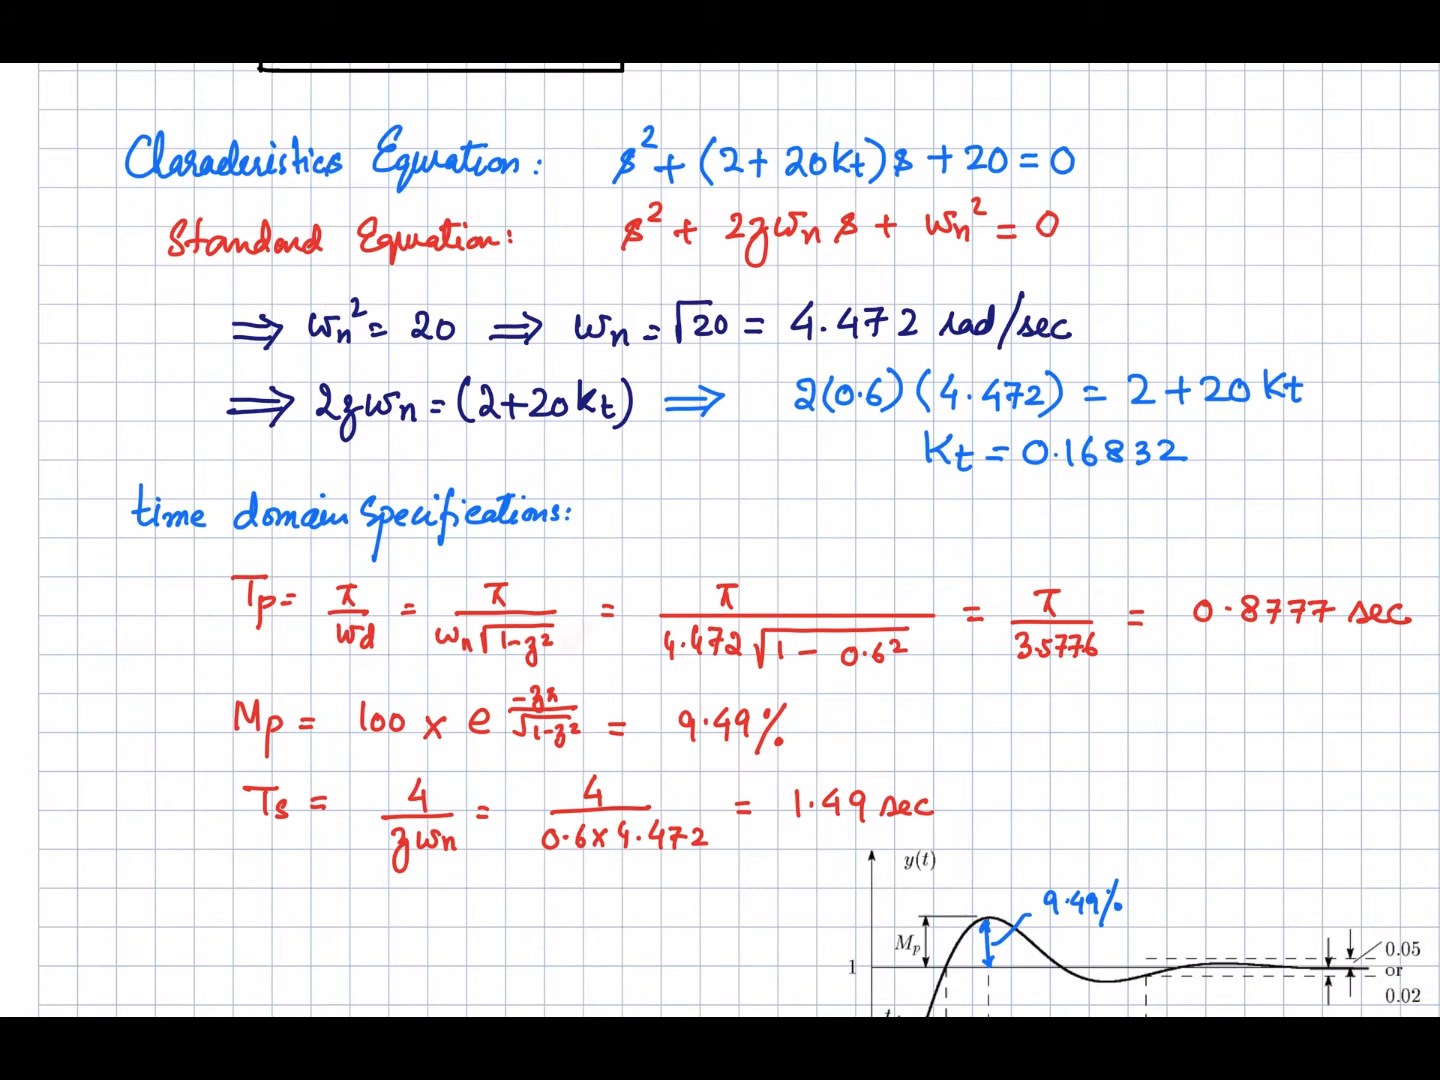 Characteristics Equation: s² + (2 + 20Kt)s + 20 = 0
Standard Equation: s² + 2ζωn s + ωn² = 0
⇒ ωn² = 20 ⇒ ωn = √20 = 4.472 rad/sec
⇒ 2ζωn = (2+20Kt) ⇒ 2(0.6)(4.472) = 2 + 20 Kt
Kt = 0.16832
time domain specifications:
Tp = π/ωd = π/(ωn√(1-ζ²)) = π/(4.472√(1 - 0.6²)) = π/3.5776 = 0.8777 sec
Mp = 100 x e^(-ζπ/√(1-ζ²)) = 9.49%
Ts = 4/(ζωn) = 4/(0.6x4.472) = 1.49 sec
y(t)
9.49%
Mp
1
0.05
or
0.02